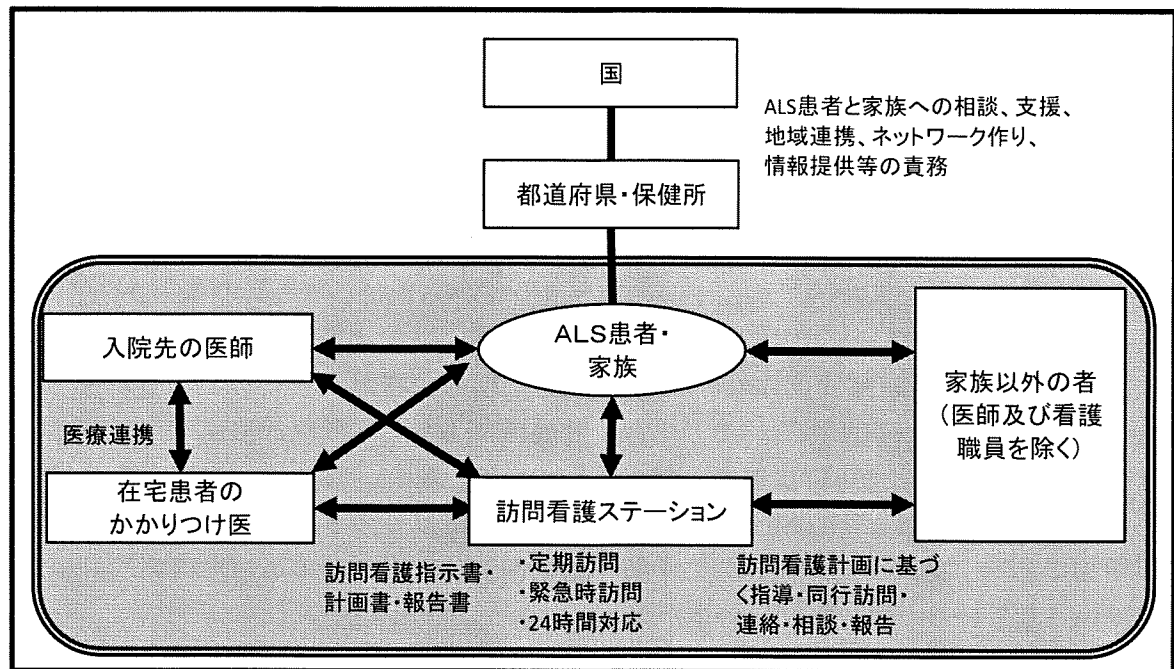 国
ALS患者と家族への相談、支援、
地域連携、ネットワーク作り、
情報提供等の責務
都道府県・保健所
入院先の医師
ALS患者・
家族
家族以外の者
(医師及び看護
職員を除く)
医療連携
在宅患者の
かかりつけ医
訪問看護ステーション
訪問看護指示書・
計画書・報告書
・定期訪問
・緊急時訪問
・24時間対応
訪問看護計画に基づ
く指導・同行訪問・
連絡・相談・報告